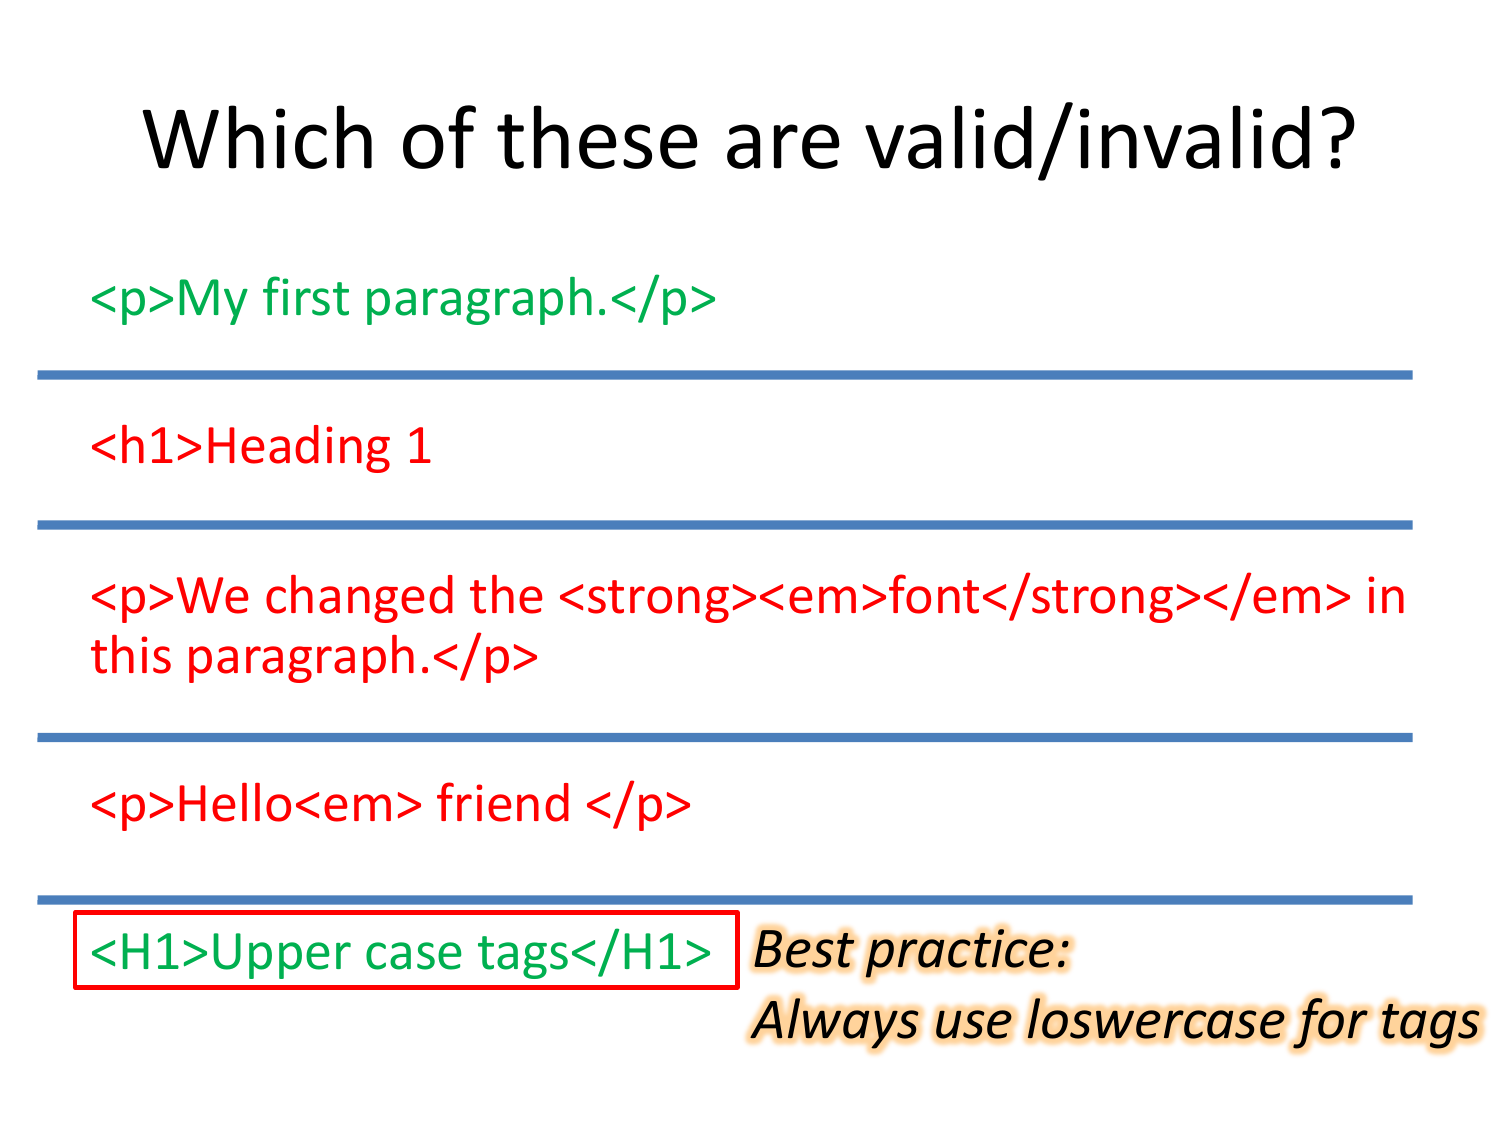 Which of these are valid/invalid?
<p>My first paragraph.</p>
<h1>Heading 1
<p>We changed the <strong><em>font</strong></em> in
this paragraph.</p>
<p>Hello<em> friend </p>
<H1>Upper case tags</H1>
Best practice:
Always use loswercase for tags